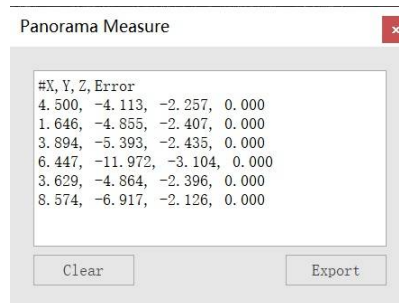 Panorama Measure
×
#X,Y,Z,Error
4.500, -4.113, -2.257, 0.000
1.646, -4.855, -2.407, 0.000
3.894, -5.393, -2.435, 0.000
6.447, -11.972, -3.104, 0.000
3.629, -4.864, -2.396, 0.000
8.574, -6.917, -2.126, 0.000
Clear
Export